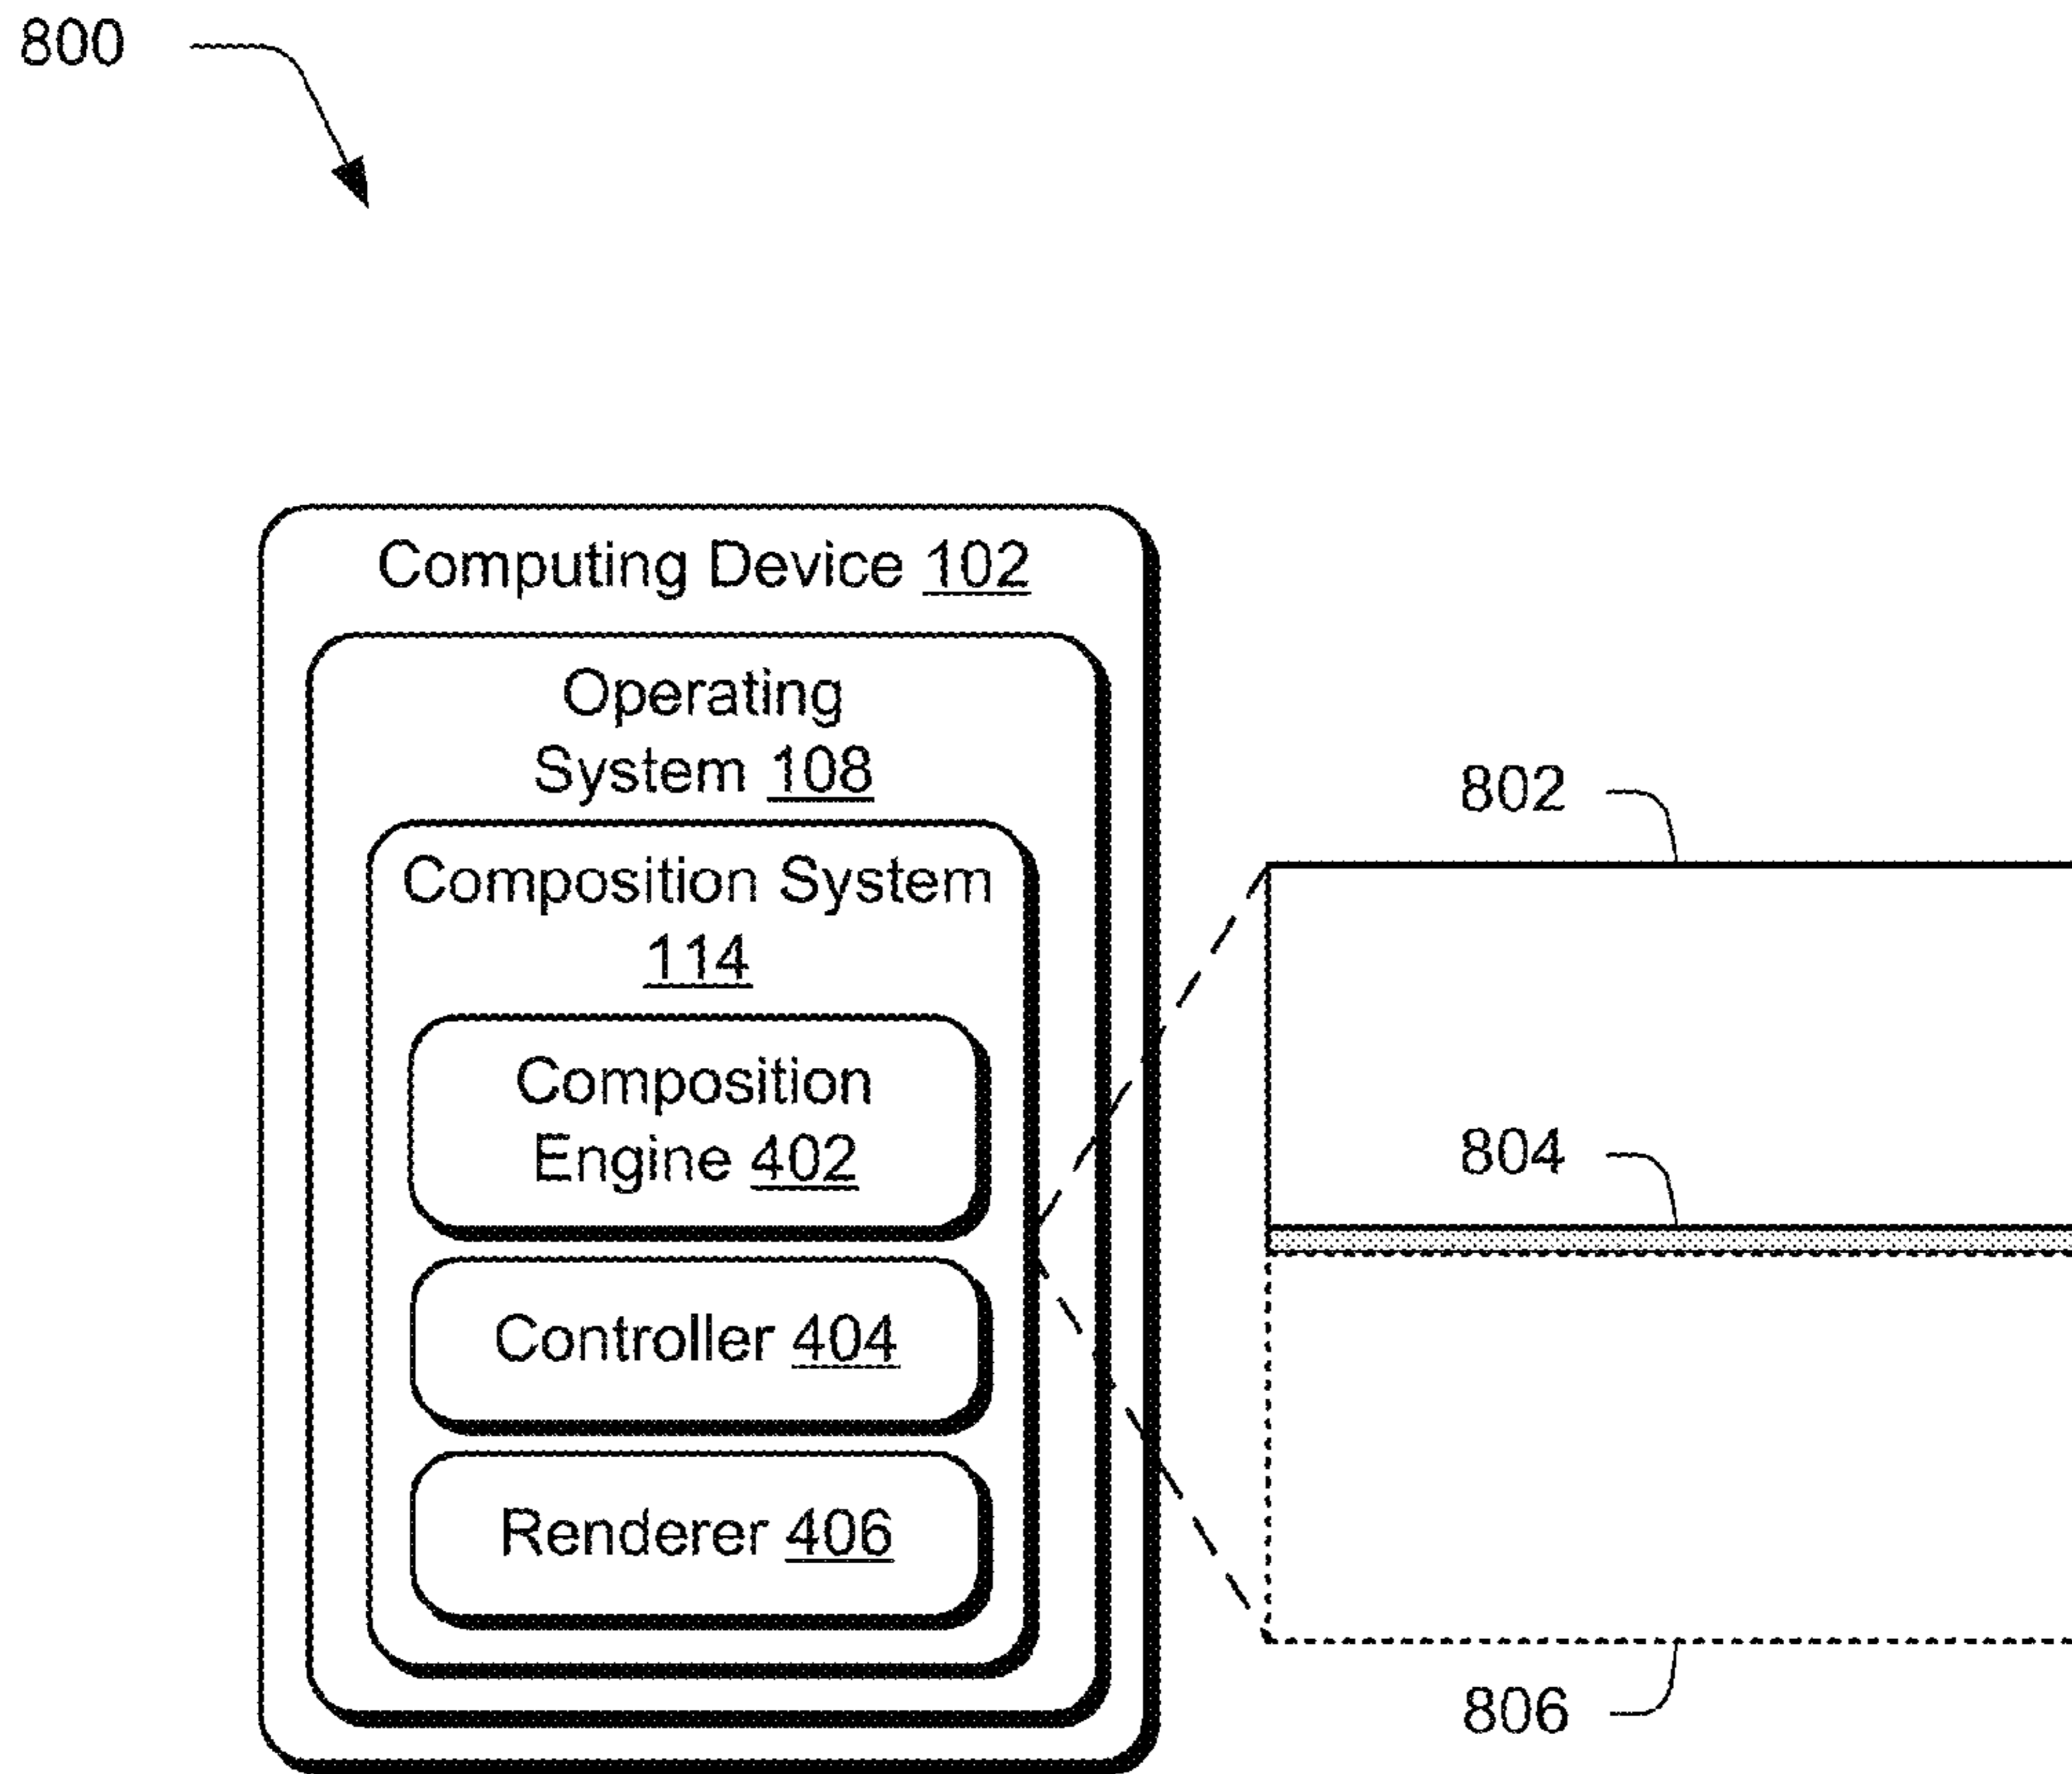 800
Computing Device 102
Operating
System 108
802
Composition System
114
Composition
Engine 402
804
Controller 404
Renderer 406
806